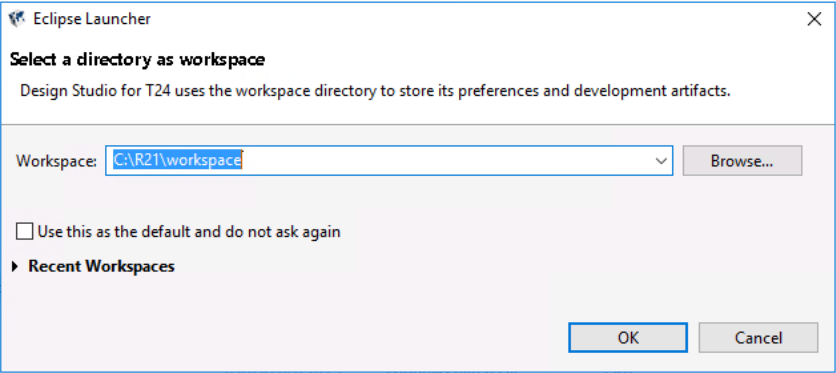 Eclipse Launcher
Select a directory as workspace
Design Studio for T24 uses the workspace directory to store its preferences and development artifacts.
Workspace: C:\R21\workspace Browse...
Use this as the default and do not ask again
Recent Workspaces
OK Cancel